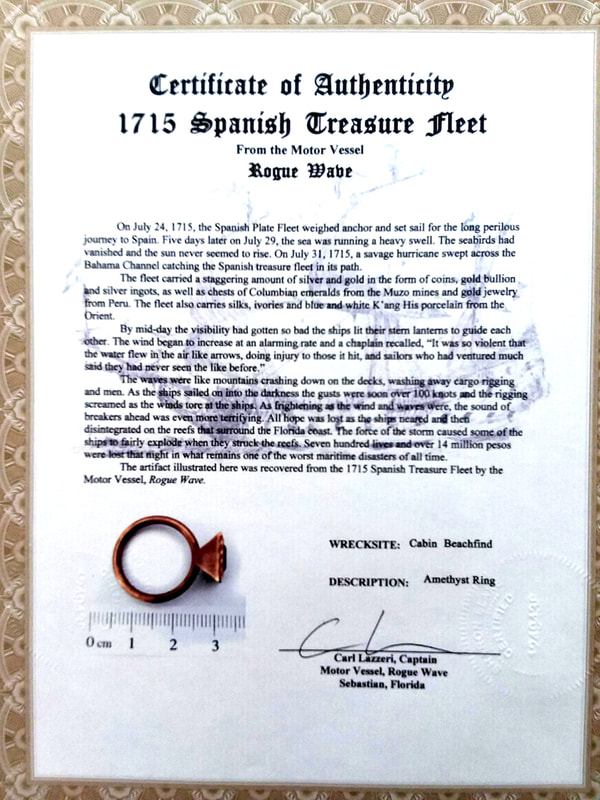 Certificate of Authenticity
1715 Spanish Treasure Fleet
From the Motor Vessel
Rogue Wave
On July 24, 1715, the Spanish Plate Fleet weighed anchor and set sail for the long perilous
journey to Spain. Five days later on July 29, the sea was running a heavy swell. The seabirds had
vanished and the sun never seemed to rise. On July 31, 1715, a savage hurricane swept across the
Bahama Channel catching the Spanish treasure fleet in its path.
The fleet carried a staggering amount of silver and gold in the form of coins, gold bullion
and silver ingots, as well as chests of Columbian emeralds from the Muzo mines and gold jewelry
from Peru. The fleet also carries silks, ivories and blue and white K'ang His porcelain from the
Orient.
By mid-day the visibility had gotten so bad the ships lit their stern lanterns to guide each
other. The wind began to increase at an alarming rate and a chaplain recalled, "It was so violent that
the water flew in the air like arrows, doing injury to those it hit, and sailors who had ventured much
said they had never seen the like before."
The waves were like mountains crashing down on the decks, washing away cargo rigging
and men. As the ships sailed on into the darkness the gusts were soon over 100 knots and the rigging
screamed as the winds tore at the ships. As frightening as the wind and waves were, the sound of
breakers ahead was even more terrifying. All hope was lost as the ships neared and then
disintegrated on the reefs that surround the Florida coast. The force of the storm caused some of the
ships to fairly explode when they struck the reefs. Seven hundred lives and over 14 million pesos
were lost that night in what remains one of the worst maritime disasters of all time.
The artifact illustrated here was recovered from the 1715 Spanish Treasure Fleet by the
Motor Vessel, Rogue Wave.
WRECKSITE: Cabin Beachfind
DESCRIPTION: Amethyst Ring
0 cm 1 2 3
Carl Lazzeri, Captain
Motor Vessel, Rogue Wave
Sebastian, Florida